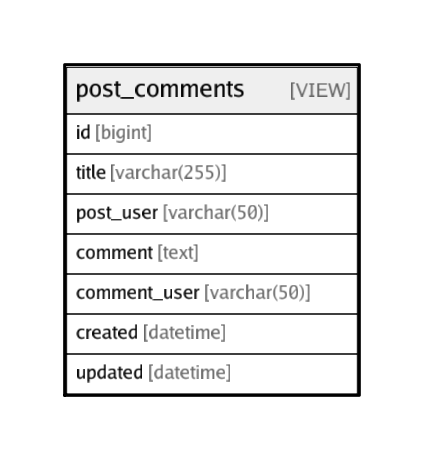 post_comments [VIEW]
id [bigint]
title [varchar(255)]
post_user [varchar(50)]
comment [text]
comment_user [varchar(50)]
created [datetime]
updated [datetime]